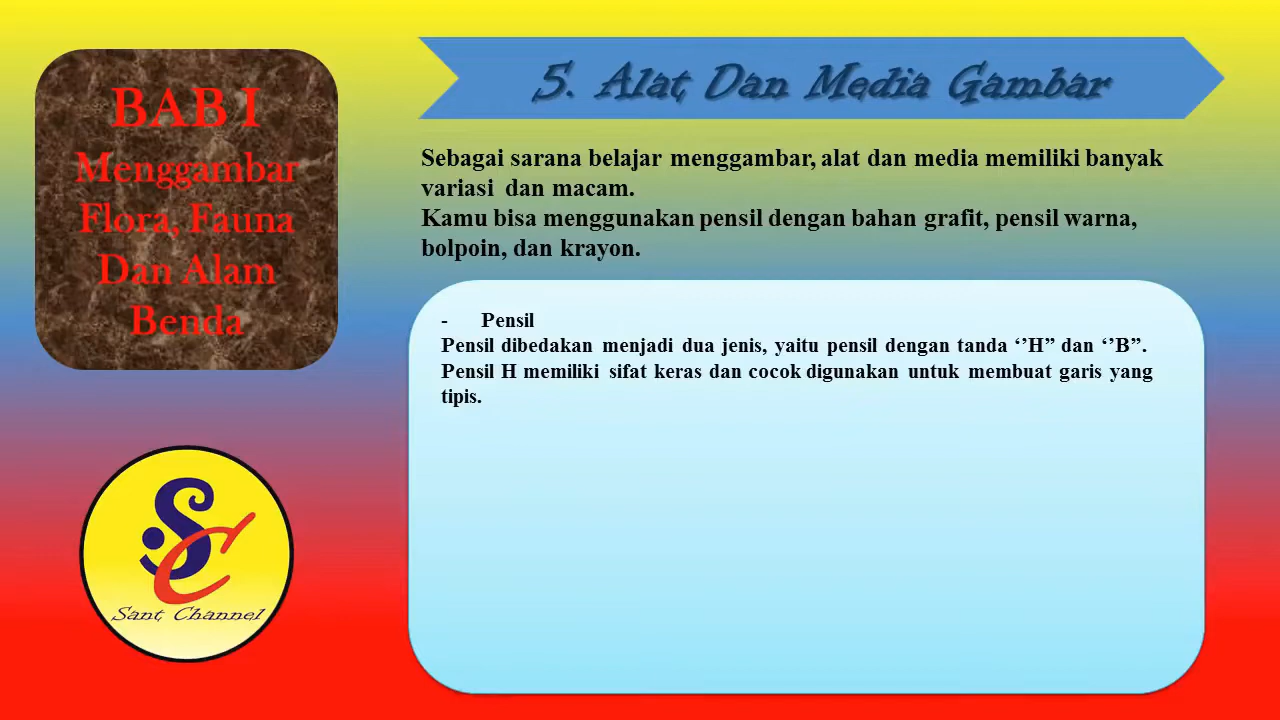 BAB I
Menggambar
Flora, Fauna
Dan Alam
Benda
5. Alat Dan Media Gambar
Sebagai sarana belajar menggambar, alat dan media memiliki banyak
variasi dan macam.
Kamu bisa menggunakan pensil dengan bahan grafit, pensil warna,
bolpoin, dan krayon.
- Pensil
Pensil dibedakan menjadi dua jenis, yaitu pensil dengan tanda ‘’H” dan ‘’B”.
Pensil H memiliki sifat keras dan cocok digunakan untuk membuat garis yang
tipis.
SC
Sant Channel